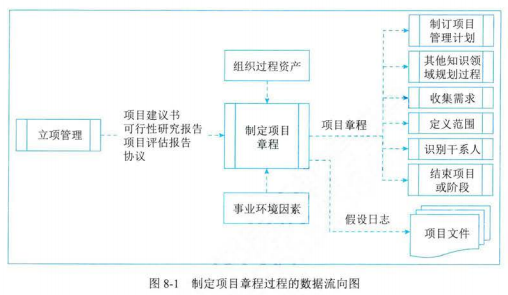 组织过程资产
立项管理
项目建议书
可行性研究报告
项目评估报告
协议
制定项目
章程
事业环境因素
项目章程
假设日志
制订项目
管理计划
其他知识领
域规划过程
收集需求
定义范围
识别干系人
结束项目
或阶段
项目文件
图 8-1 制定项目章程过程的数据流向图